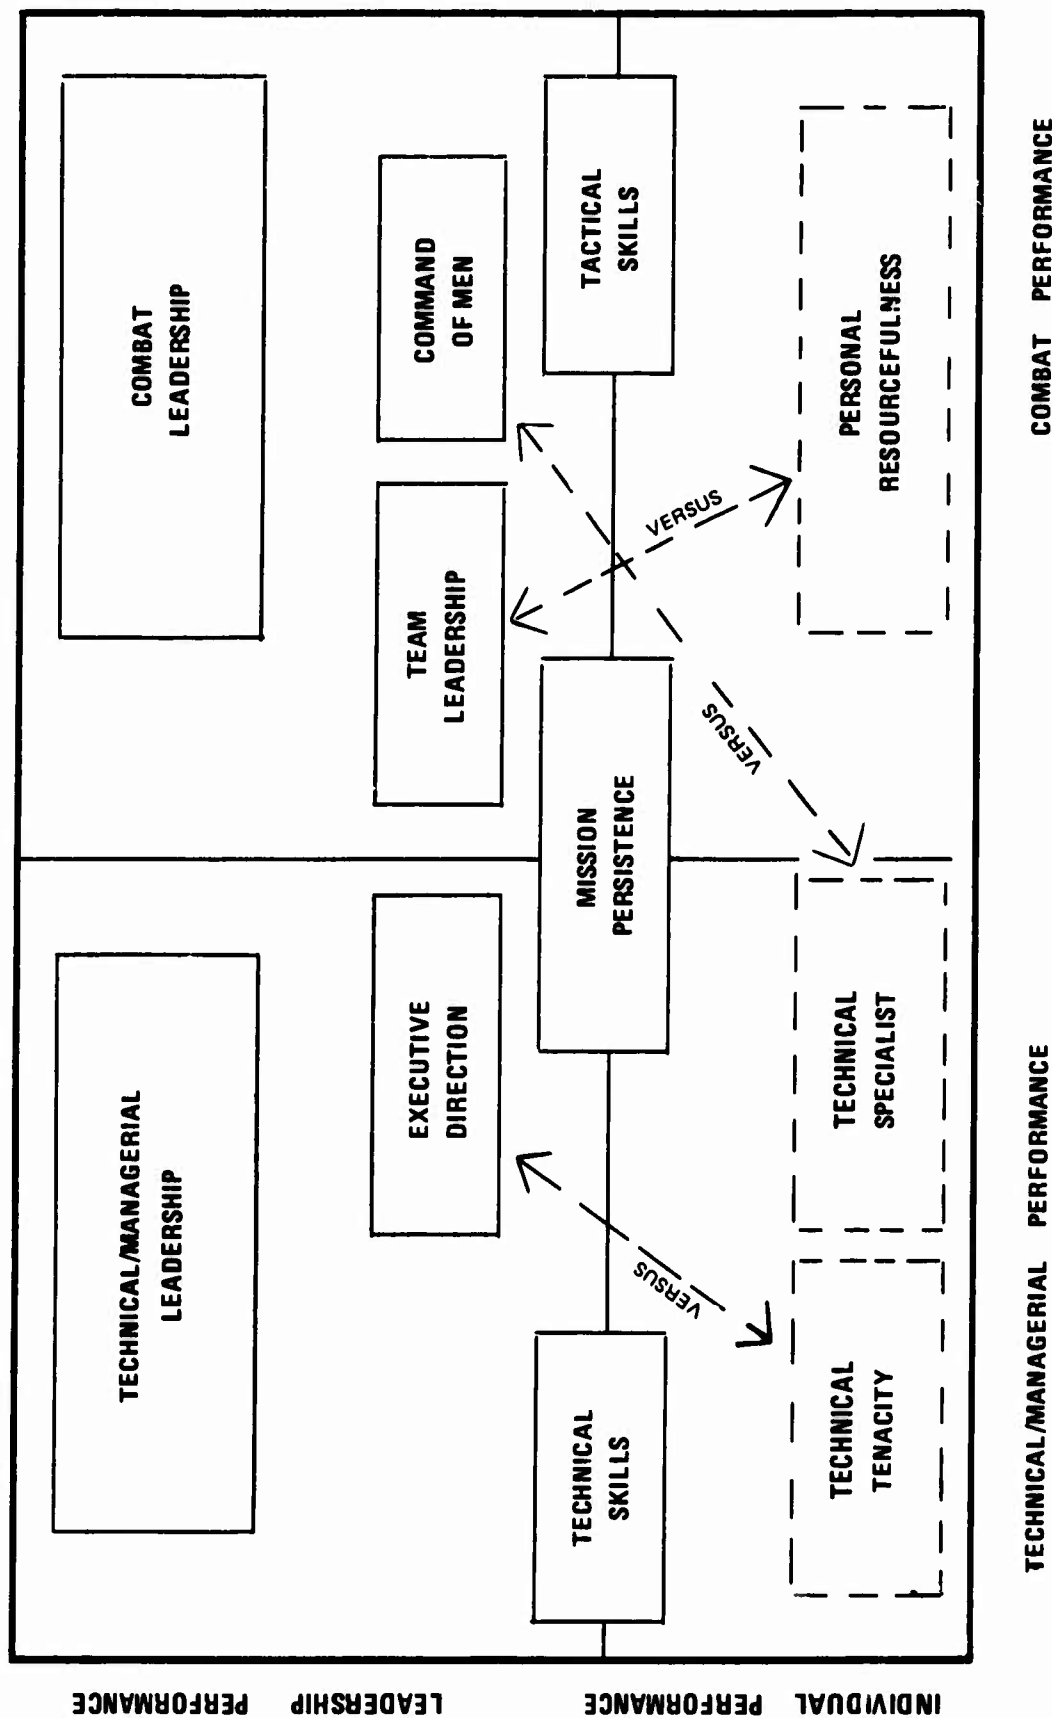 TECHNICAL/MANAGERIAL
LEADERSHIP
COMBAT
LEADERSHIP
EXECUTIVE
DIRECTION
TEAM
LEADERSHIP
COMMAND
OF MEN
TECHNICAL
SKILLS
MISSION
PERSISTENCE
TACTICAL
SKILLS
VERSUS
VERSUS
VERSUS
TECHNICAL
TENACITY
TECHNICAL
SPECIALIST
PERSONAL
RESOURCEFULNESS
LEADERSHIP PERFORMANCE
INDIVIDUAL PERFORMANCE
TECHNICAL/MANAGERIAL PERFORMANCE
COMBAT PERFORMANCE